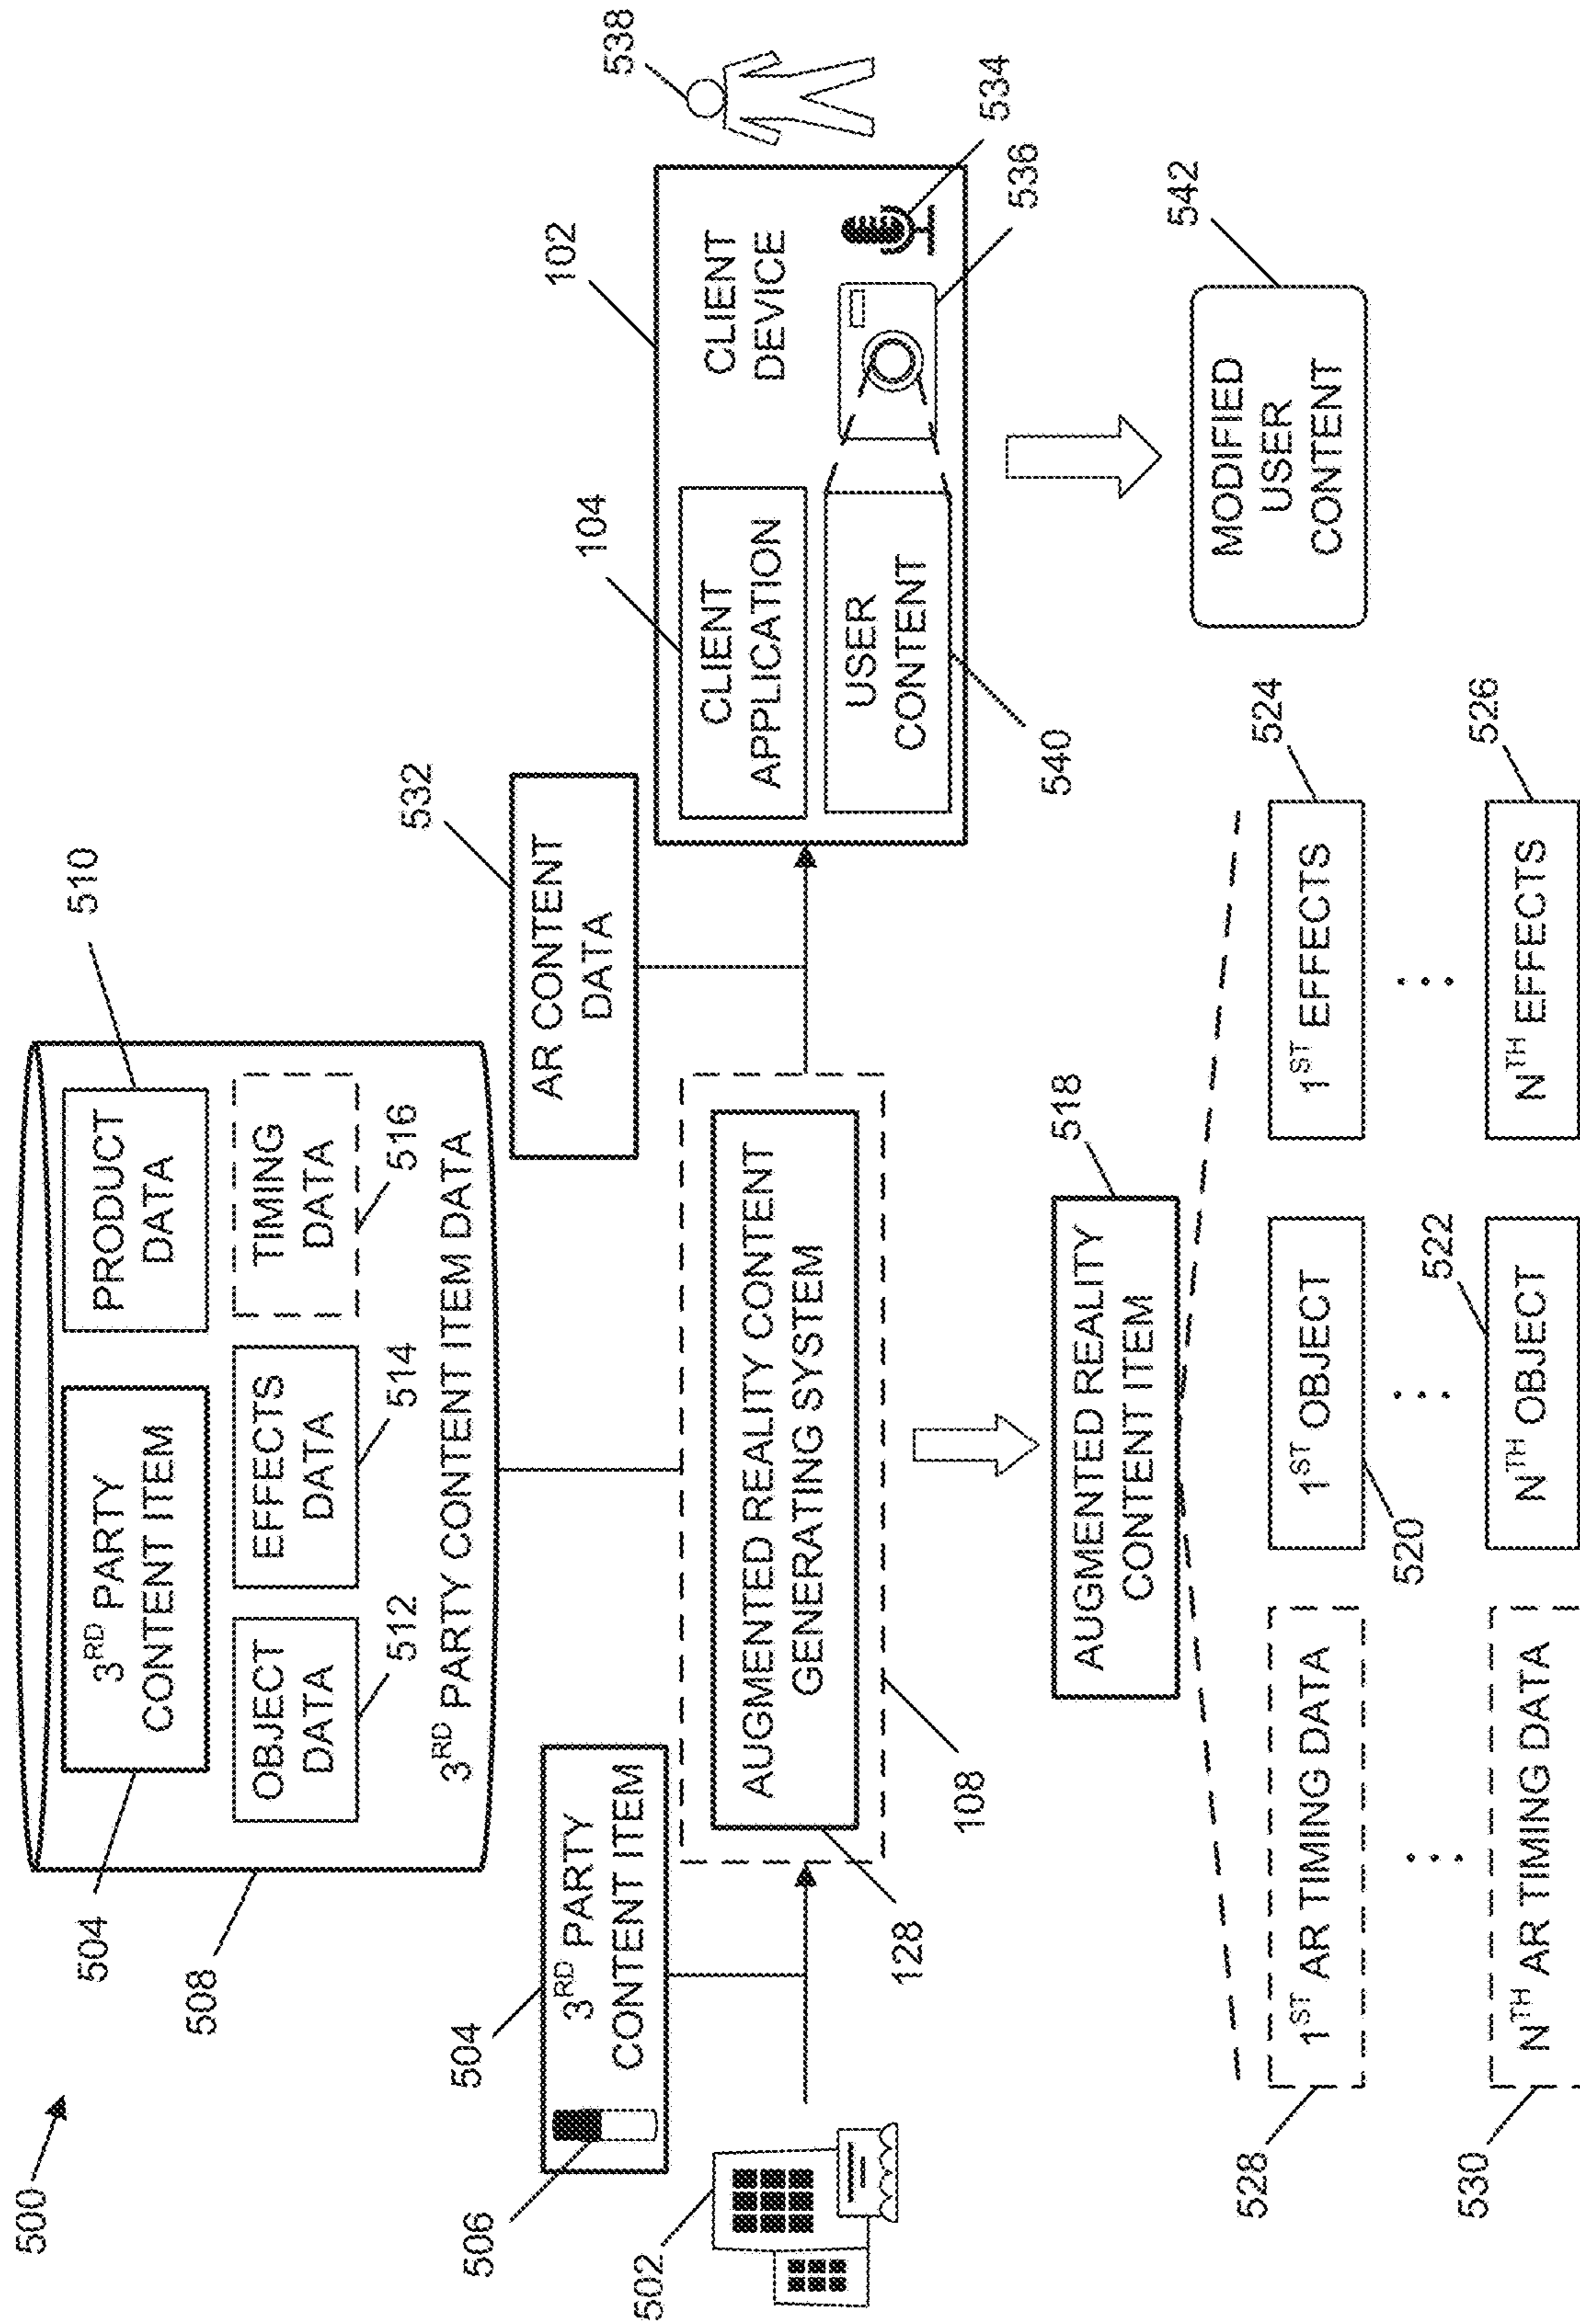 500
508
504
3RD PARTY
CONTENT ITEM
PRODUCT
DATA
510
OBJECT
DATA
512
EFFECTS
DATA
514
TIMING
DATA
516
3RD PARTY CONTENT ITEM DATA
502
506
504
3RD PARTY
CONTENT ITEM
128
AUGMENTED REALITY CONTENT
GENERATING SYSTEM
108
AR CONTENT
DATA
532
102
104
CLIENT
APPLICATION
CLIENT
DEVICE
USER
CONTENT
540
538
534
536
518
AUGMENTED REALITY
CONTENT ITEM
MODIFIED
USER
CONTENT
542
528
1ST AR TIMING DATA
1ST OBJECT
520
1ST EFFECTS
524
530
NTH AR TIMING DATA
NTH OBJECT
522
NTH EFFECTS
526